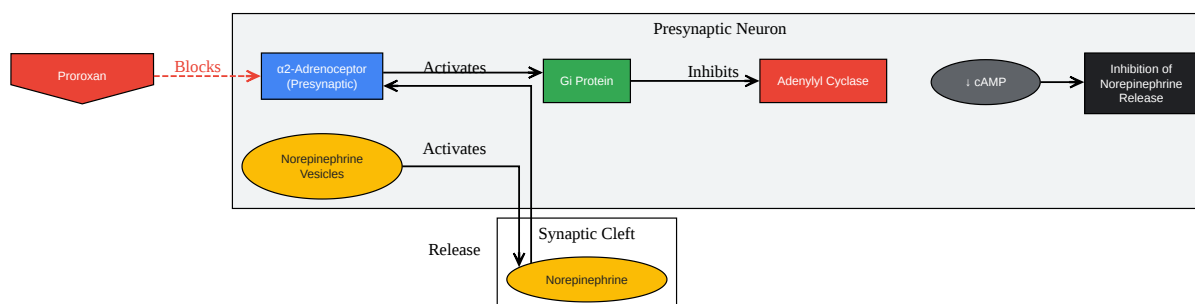 Presynaptic Neuron
Proroxan
Blocks
α2-Adrenoceptor
(Presynaptic)
Activates
Gi Protein
Inhibits
Adenylyl Cyclase
↓ cAMP
Inhibition of
Norepinephrine
Release
Norepinephrine
Vesicles
Activates
Release
Synaptic Cleft
Norepinephrine